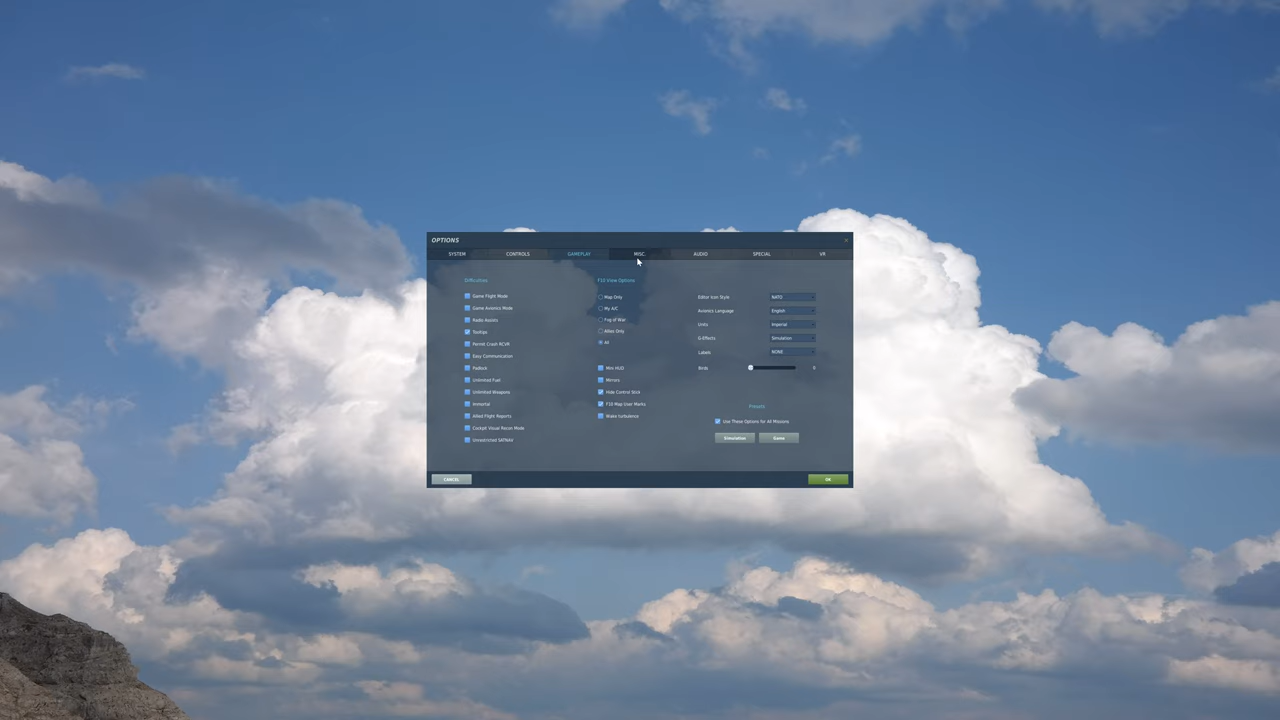 OPTIONS
SYSTEM CONTROLS GAMEPLAY MISC. AUDIO SPECIAL VR
Difficulties
Game Flight Mode
Game Avionics Mode
Radio Assists
Tooltips
Permit Crash RCVR
Easy Communication
Padlock
Unlimited Fuel
Unlimited Weapons
Immortal
Allied Flight Reports
Cockpit Visual Recon Mode
Unrestricted SATNAV
F10 View Options
Map Only
My A/C
Fog of War
Allies Only
All
Mini HUD
Mirrors
Hide Control Stick
F10 Map User Marks
Wake turbulence
Editor Icon Style NATO
Avionics Language English
Units Imperial
G-Effects Simulation
Labels NONE
Birds 0
Presets
Use These Options for All Missions
Simulation Game
CANCEL OK